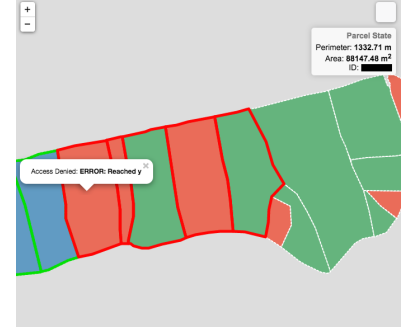 +
−
Parcel State
Perimeter: 1332.71 m
Area: 88147.48 m²
ID:
Access Denied: ERROR: Reached y
×